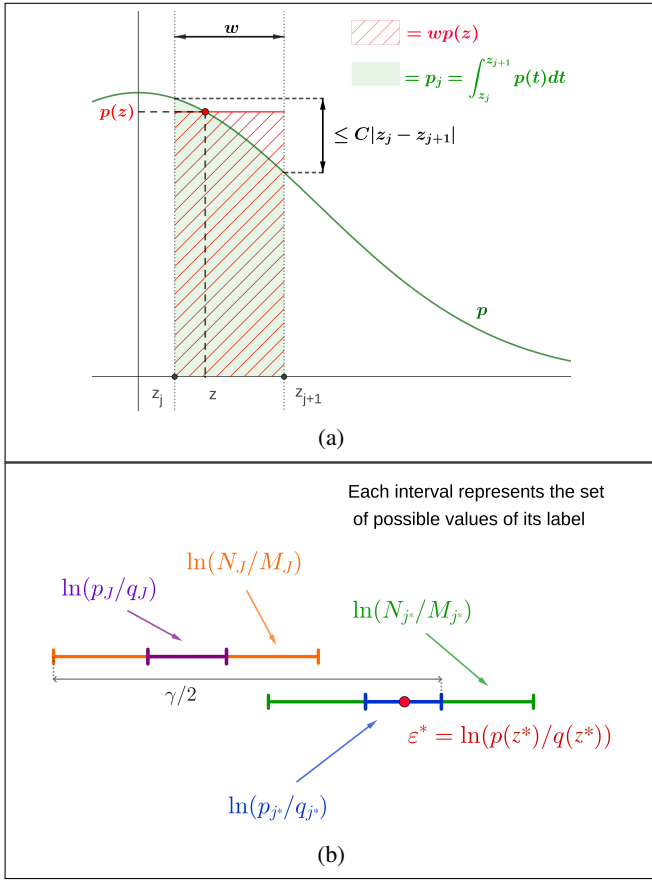 w
= wp(z)
= p_j = ∫_{z_j}^{z_{j+1}} p(t)dt
p(z)
≤ C|z_j − z_{j+1}|
p
z_j z z_{j+1}
(a)
Each interval represents the set
of possible values of its label
ln(N_J/M_J)
ln(p_J/q_J)
ln(N_{j*}/M_{j*})
γ/2
ε* = ln(p(z*)/q(z*))
ln(p_{j*}/q_{j*})
(b)